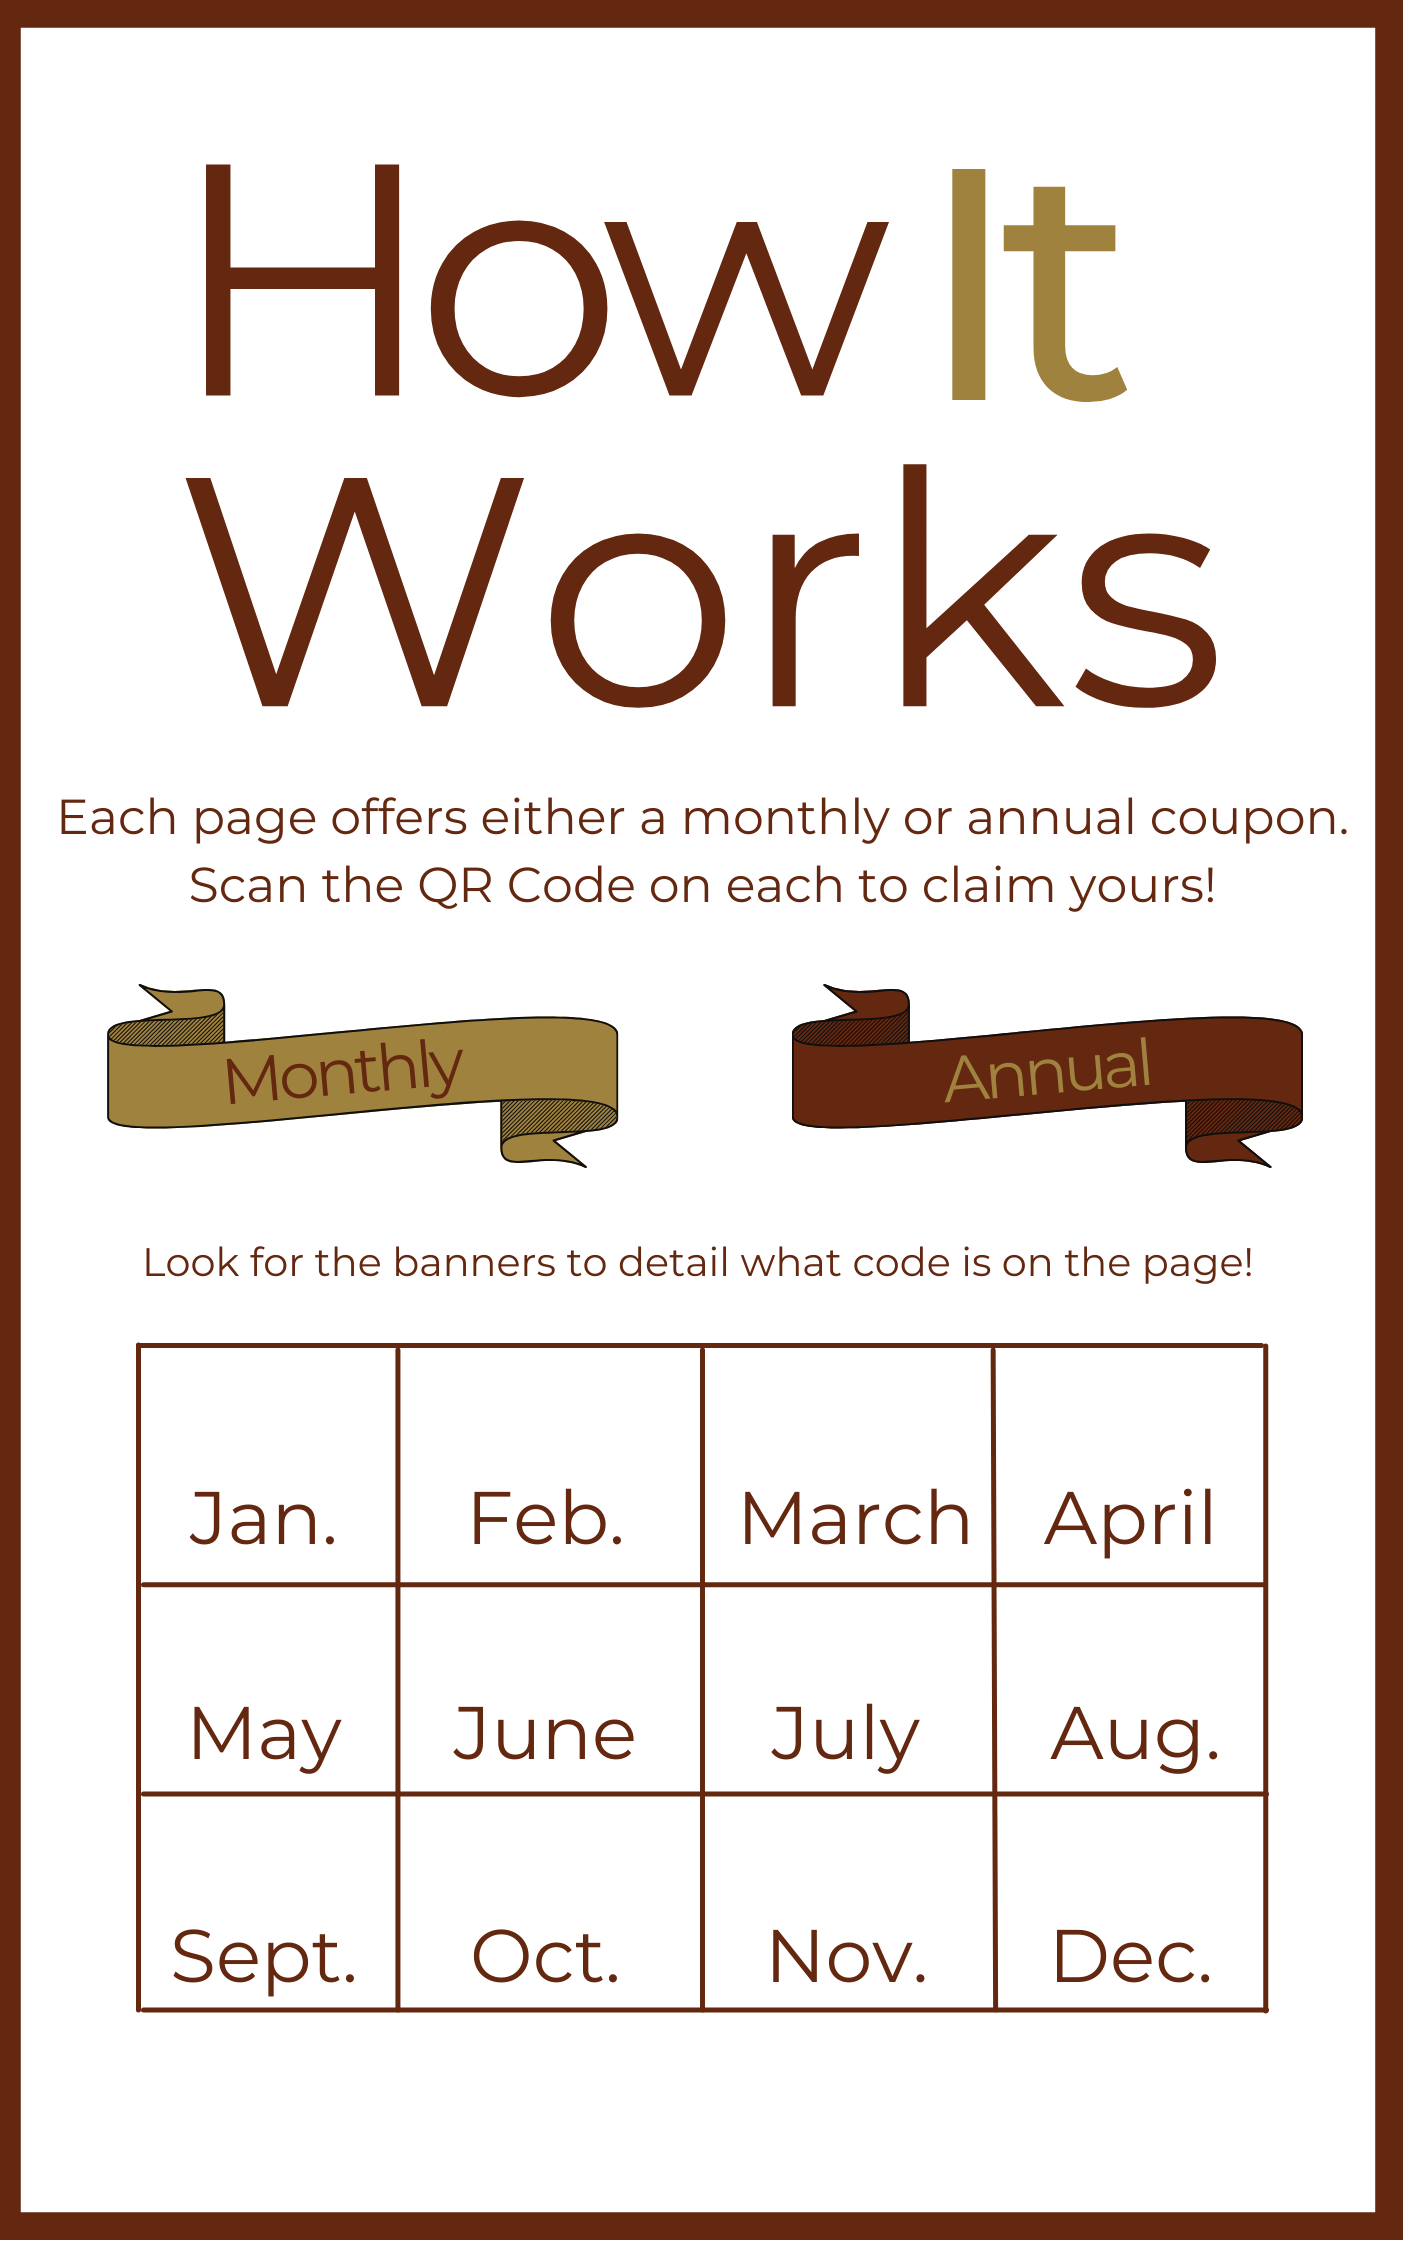 How It
Works
Each page offers either a monthly or annual coupon.
Scan the QR Code on each to claim yours!
Monthly
Annual
Look for the banners to detail what code is on the page!
Jan. Feb. March April
May June July Aug.
Sept. Oct. Nov. Dec.